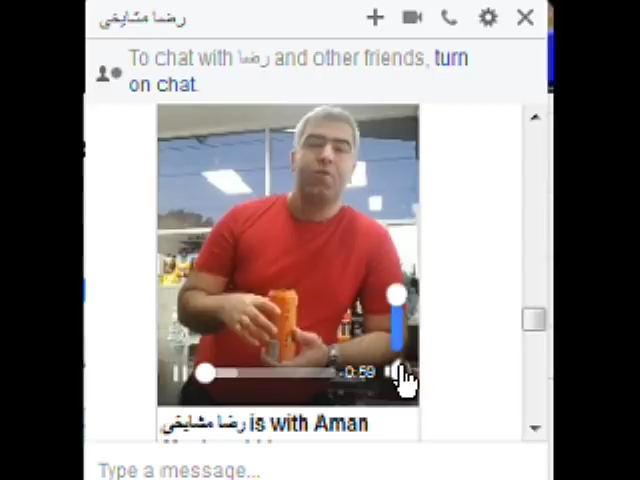 رضا مشایخی
To chat with رضا and other friends, turn
on chat.
-0:59
رضا مشایخی is with Aman
Type a message...